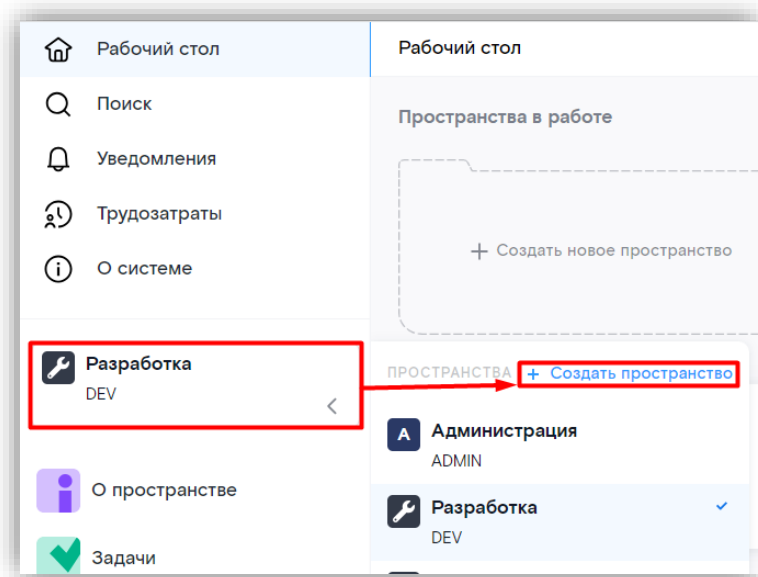 Рабочий стол
Поиск
Уведомления
Трудозатраты
О системе
Разработка
DEV
О пространстве
Задачи
Рабочий стол
Пространства в работе
+ Создать новое пространство
ПРОСТРАНСТВА + Создать пространство
A Администрация
ADMIN
Разработка
DEV